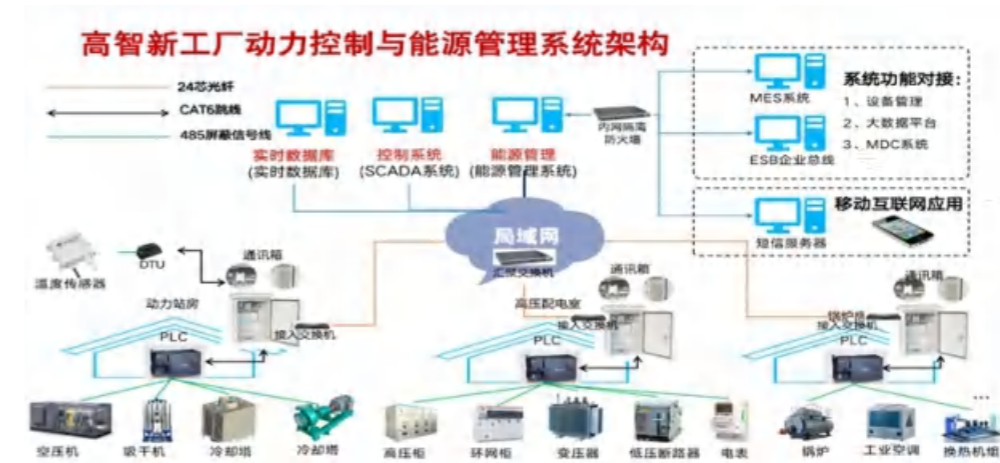 高智新工厂动力控制与能源管理系统架构
24芯光纤
CAT6跳线
485屏蔽信号线
实时数据库
(实时数据库)
控制系统
(SCADA系统)
能源管理
(能源管理系统)
内网隔离
防火墙
MES系统
ESB企业总线
系统功能对接：
1、设备管理
2、大数据平台
3、MDC系统
移动互联网应用
短信服务器
局域网
汇聚交换机
温度传感器
DTU
通讯箱
动力站房
接入交换机
PLC
高压配电室
通讯箱
接入交换机
PLC
通讯箱
接入交换机
PLC
...
空压机
吸干机
冷却塔
冷却塔
高压柜
环网柜
变压器
低压断路器
电表
锅炉
工业空调
换热机组